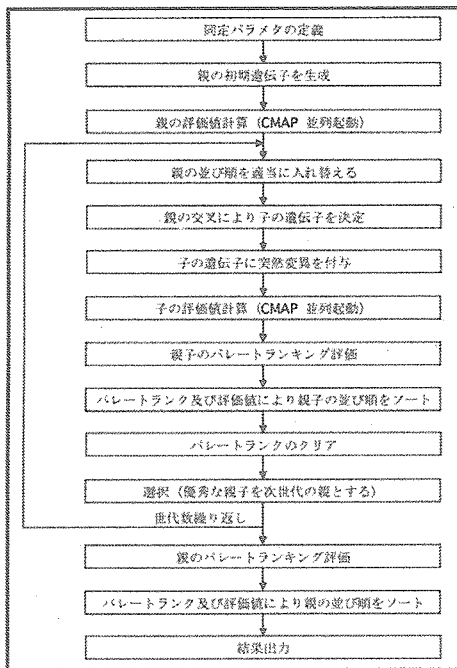 同定パラメタの定義
親の初期遺伝子を生成
親の評価値計算（CMAP 並列起動）
親の並び順を適当に入れ替える
親の交叉により子の遺伝子を決定
子の遺伝子に突然変異を付与
子の評価値計算（CMAP 並列起動）
親子のパレートランキング評価
パレートランク及び評価値により親子の並び順をソート
パレートランクのクリア
選択（優秀な親子を次世代の親とする）
世代数繰り返し
親のパレートランキング評価
パレートランク及び評価値により親の並び順をソート
結果出力